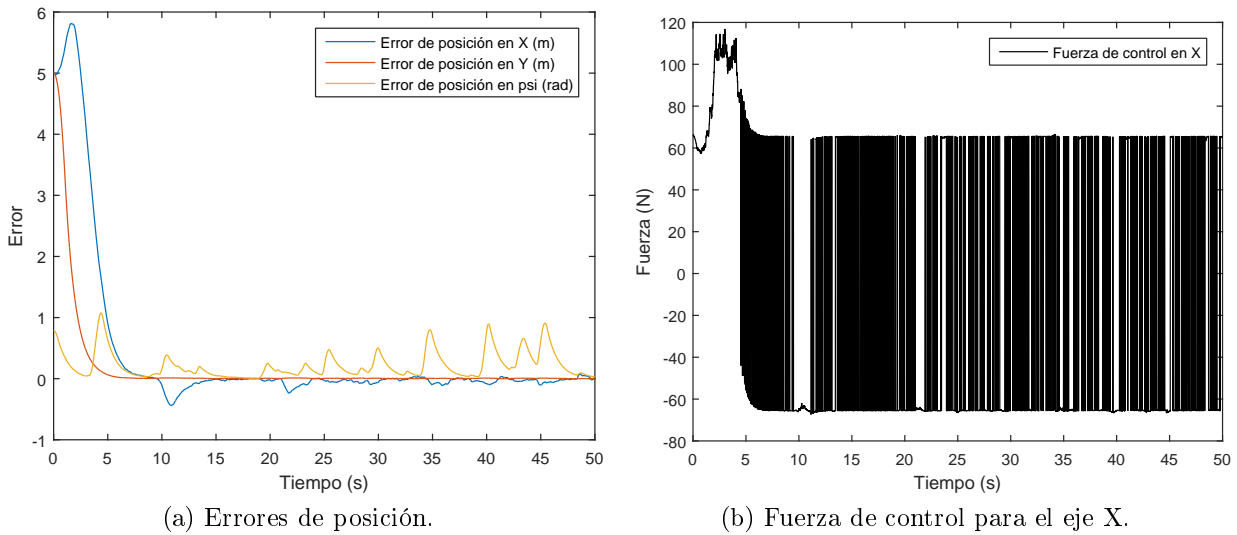 Error de posición en X (m)
Error de posición en Y (m)
Error de posición en psi (rad)
6
5
4
3
2
1
0
-1
Error
0 5 10 15 20 25 30 35 40 45 50
Tiempo (s)
(a) Errores de posición.
Fuerza de control en X
120
100
80
60
40
20
0
-20
-40
-60
-80
Fuerza (N)
0 5 10 15 20 25 30 35 40 45 50
Tiempo (s)
(b) Fuerza de control para el eje X.